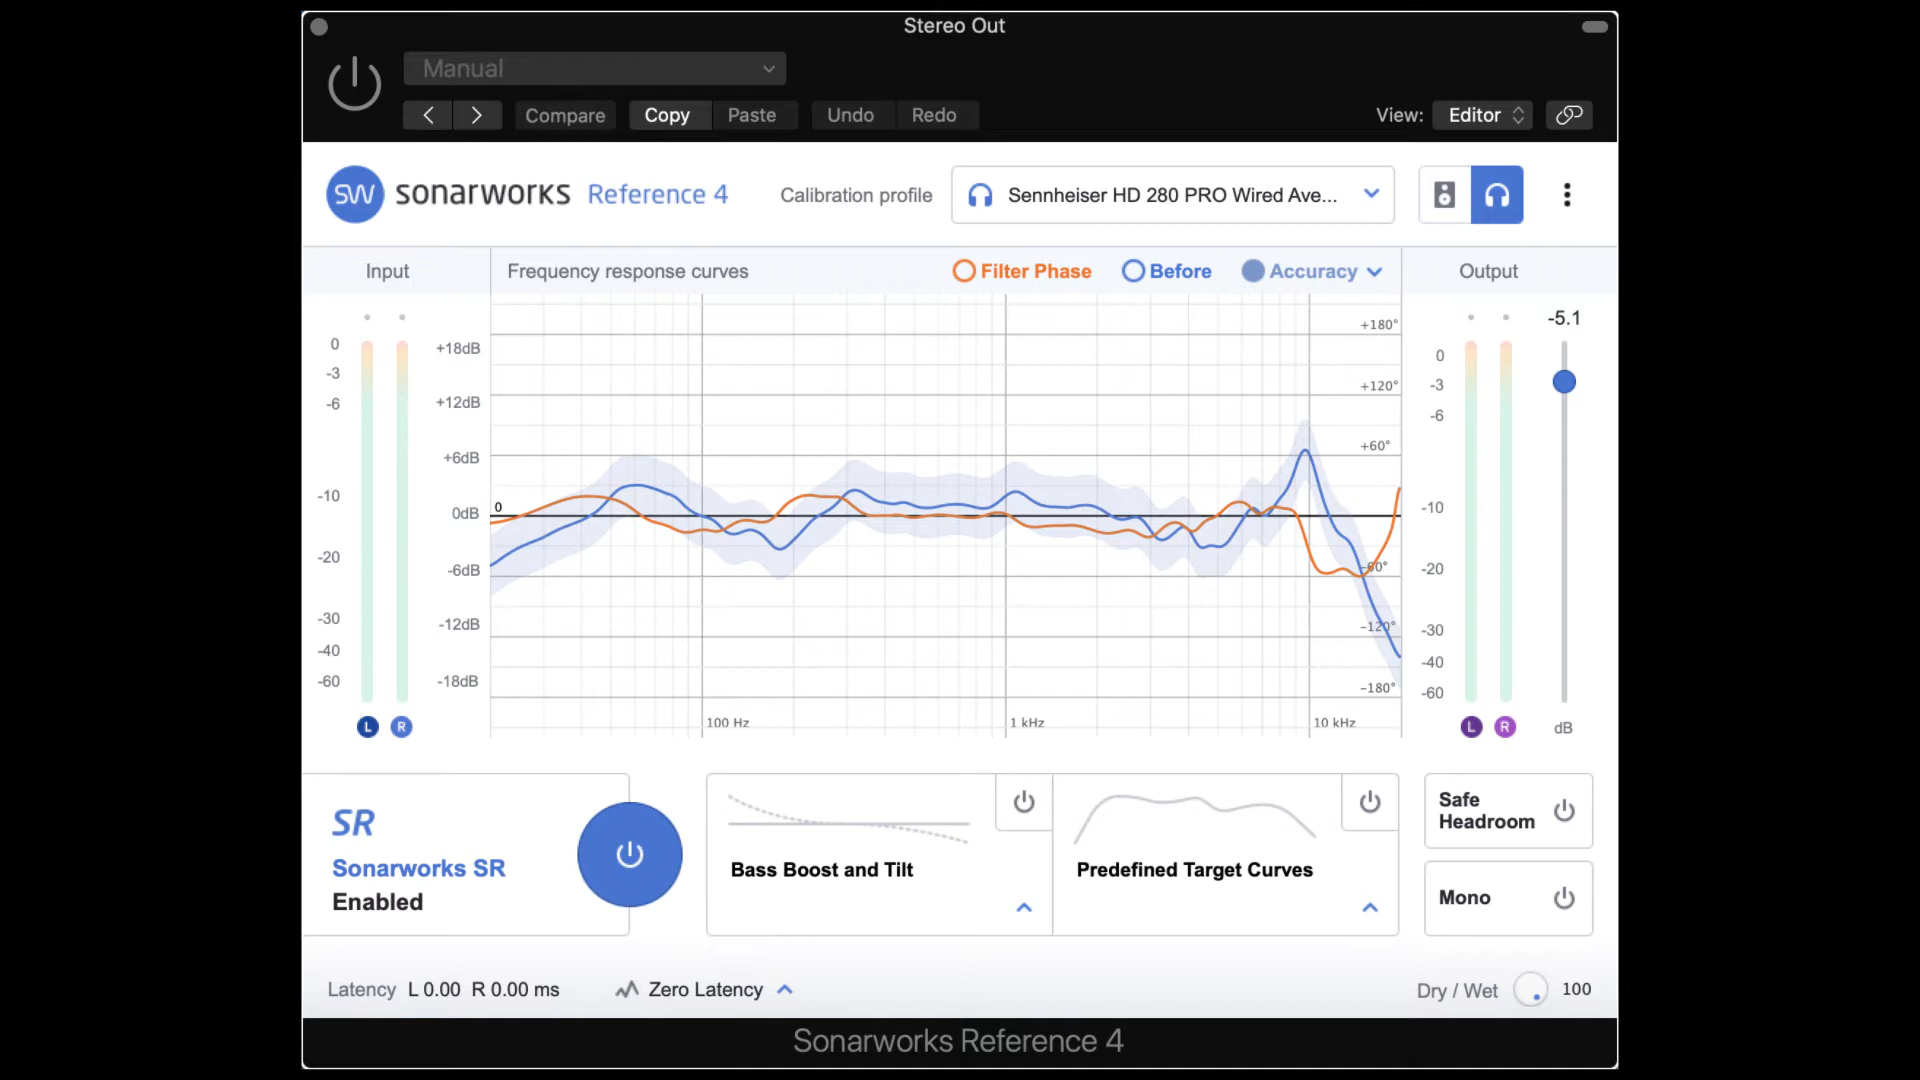 Stereo Out
Manual
Compare Copy Paste Undo Redo View: Editor
SW sonarworks Reference 4 Calibration profile Sennheiser HD 280 PRO Wired Ave...
Input Frequency response curves Filter Phase Before Accuracy Output
-5.1
0 +18dB +180° 0
-3 -3
-6 +12dB +120° -6
+6dB +60°
-10 0dB 0 -10
-20 -6dB -60° -20
-30 -12dB -120° -30
-40 -40
-60 -18dB -180° -60
L R 100 Hz 1 kHz 10 kHz L R dB
SR
Sonarworks SR
Enabled
Bass Boost and Tilt
Predefined Target Curves
Safe
Headroom
Mono
Latency L 0.00 R 0.00 ms Zero Latency Dry / Wet 100
Sonarworks Reference 4